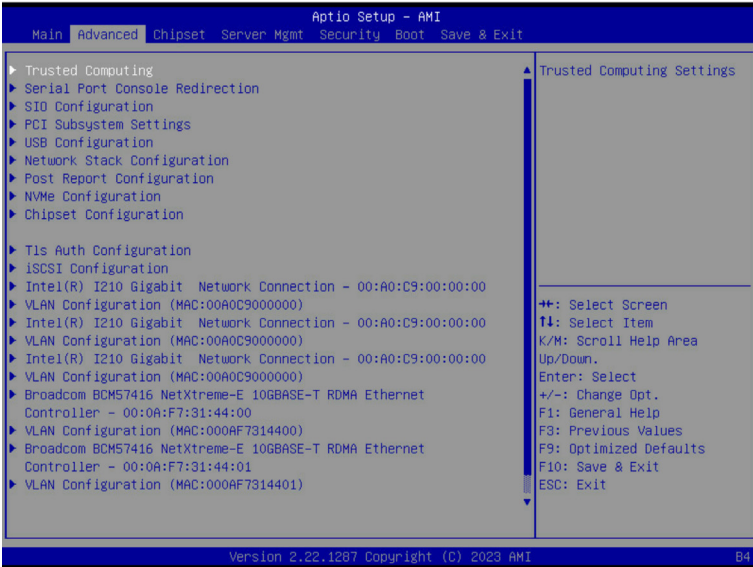 Aptio Setup – AMI
Main Advanced Chipset Server Mgmt Security Boot Save & Exit
Trusted Computing
Serial Port Console Redirection
SIO Configuration
PCI Subsystem Settings
USB Configuration
Network Stack Configuration
Post Report Configuration
NVMe Configuration
Chipset Configuration
Tls Auth Configuration
iSCSI Configuration
Intel(R) I210 Gigabit  Network Connection – 00:A0:C9:00:00:00
VLAN Configuration (MAC:00A0C9000000)
Intel(R) I210 Gigabit  Network Connection – 00:A0:C9:00:00:00
VLAN Configuration (MAC:00A0C9000000)
Intel(R) I210 Gigabit  Network Connection – 00:A0:C9:00:00:00
VLAN Configuration (MAC:00A0C9000000)
Broadcom BCM57416 NetXtreme–E 10GBASE–T RDMA Ethernet
Controller – 00:0A:F7:31:44:00
VLAN Configuration (MAC:000AF7314400)
Broadcom BCM57416 NetXtreme–E 10GBASE–T RDMA Ethernet
Controller – 00:0A:F7:31:44:01
VLAN Configuration (MAC:000AF7314401)
Trusted Computing Settings
→←: Select Screen
↑↓: Select Item
K/M: Scroll Help Area
Up/Down.
Enter: Select
+/–: Change Opt.
F1: General Help
F3: Previous Values
F9: Optimized Defaults
F10: Save & Exit
ESC: Exit
Version 2.22.1287 Copyright (C) 2023 AMI
B4